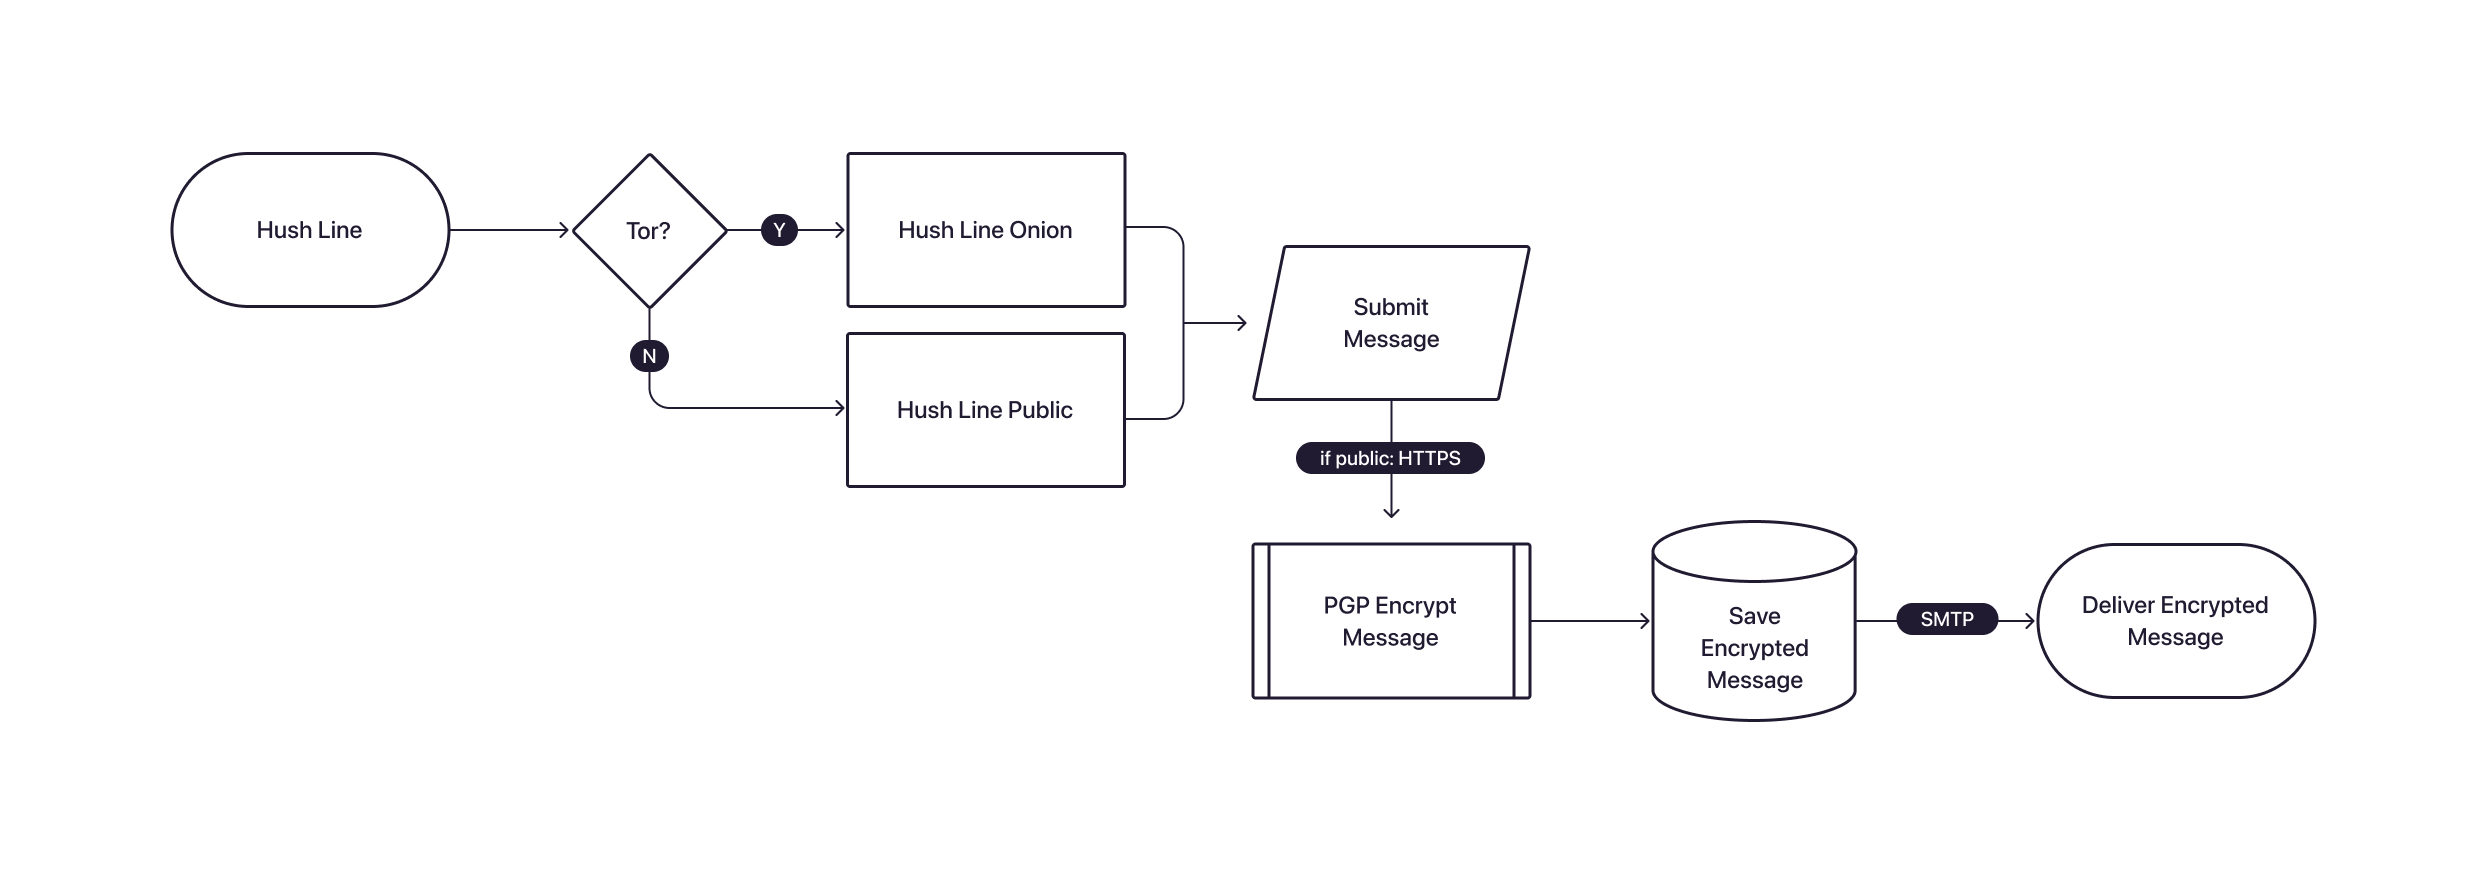 Hush Line
Tor?
Y
Hush Line Onion
N
Hush Line Public
Submit
Message
if public: HTTPS
PGP Encrypt
Message
Save
Encrypted
Message
SMTP
Deliver Encrypted
Message